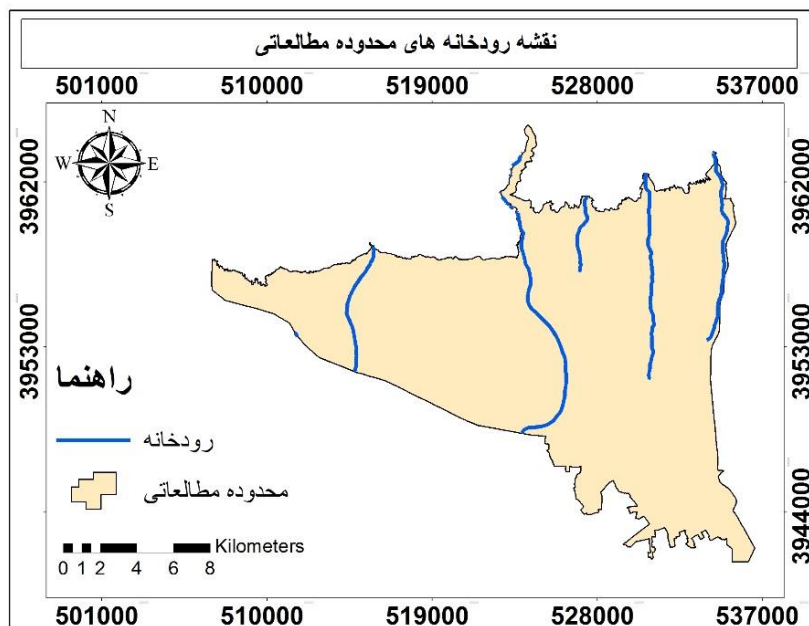 نقشه رودخانه های محدوده مطالعاتی
501000 510000 519000 528000 537000
N
W E
S
3962000 3962000
3953000 3953000
راهنما
رودخانه
محدوده مطالعاتی
3944000
Kilometers
0 1 2 4 6 8
501000 510000 519000 528000 537000